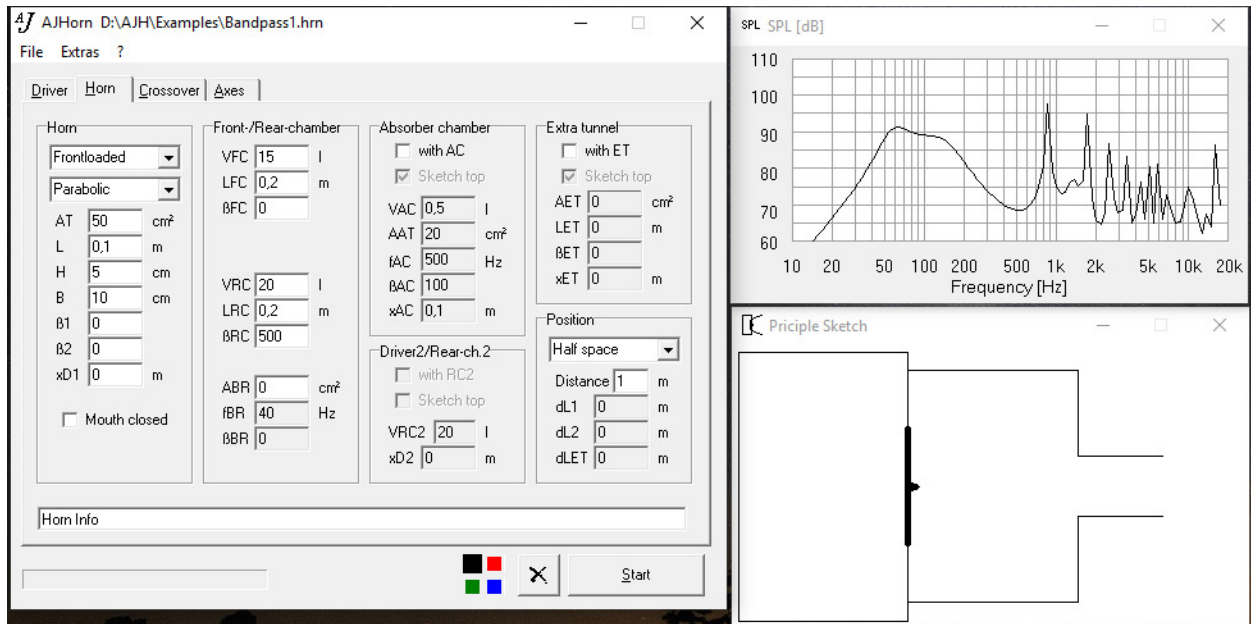 AJ AJHorn D:\AJH\Examples\Bandpass1.hrn
File Extras ?
Driver Horn Crossover Axes
Horn
Frontloaded
Parabolic
AT 50 cm²
L 0,1 m
H 5 cm
B 10 cm
ß1 0
ß2 0
xD1 0 m
Mouth closed
Front-/Rear-chamber
VFC 15 l
LFC 0,2 m
ßFC 0
VRC 20 l
LRC 0,2 m
ßRC 500
ABR 0 cm²
fBR 40 Hz
ßBR 0
Absorber chamber
with AC
Sketch top
VAC 0,5 l
AAT 20 cm²
fAC 500 Hz
ßAC 100
xAC 0,1 m
Driver2/Rear-ch.2
with RC2
Sketch top
VRC2 20 l
xD2 0 m
Extra tunnel
with ET
Sketch top
AET 0 cm²
LET 0 m
ßET 0
xET 0 m
Position
Half space
Distance 1 m
dL1 0 m
dL2 0 m
dLET 0 m
Horn Info
Start
SPL SPL [dB]
110
100
90
80
70
60
10 20 50 100 200 500 1k 2k 5k 10k 20k
Frequency [Hz]
Priciple Sketch